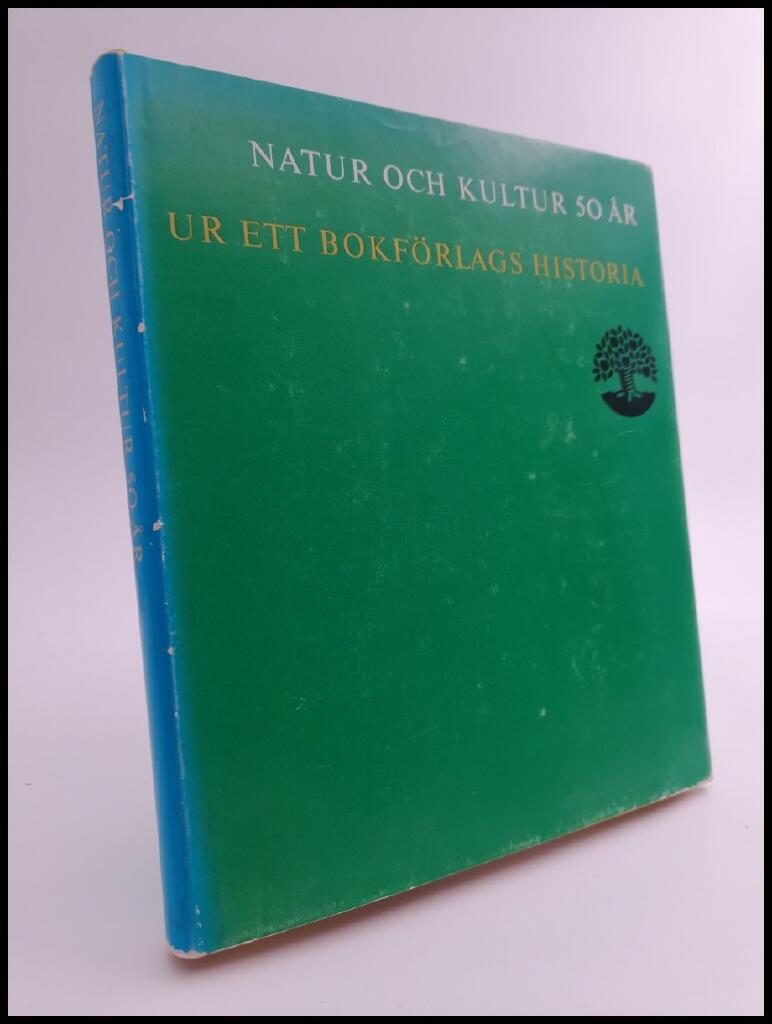 NATUR OCH KULTUR 50 ÅR
NATUR OCH KULTUR 50 ÅR
UR ETT BOKFÖRLAGS HISTORIA